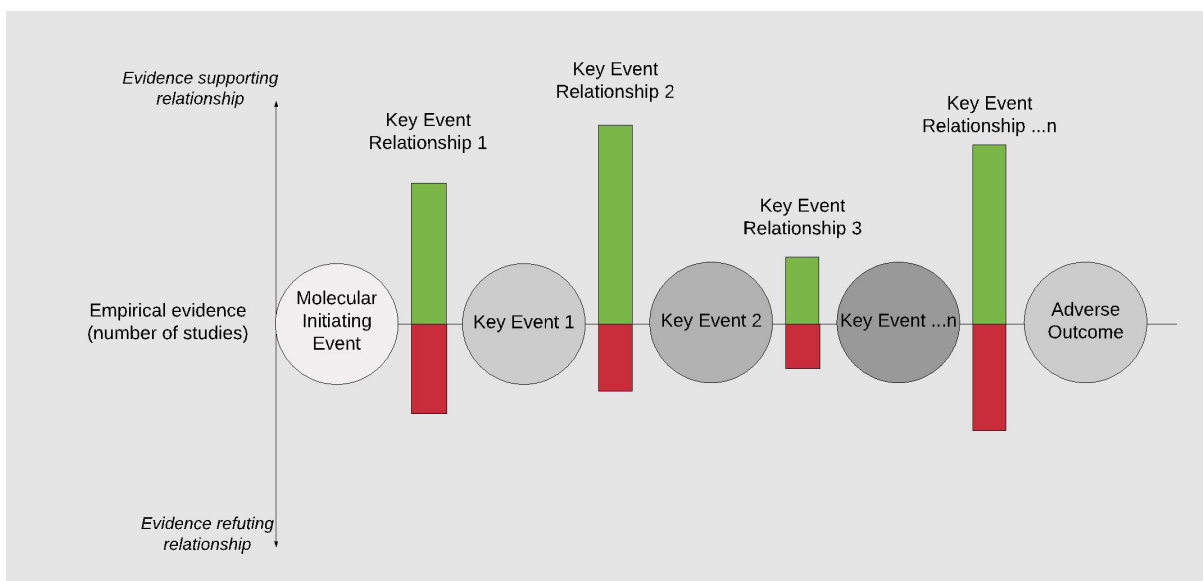 Evidence supporting
relationship
Key Event
Relationship 1
Key Event
Relationship 2
Key Event
Relationship 3
Key Event
Relationship ...n
Empirical evidence
(number of studies)
Molecular
Initiating
Event
Key Event 1
Key Event 2
Key Event ...n
Adverse
Outcome
Evidence refuting
relationship